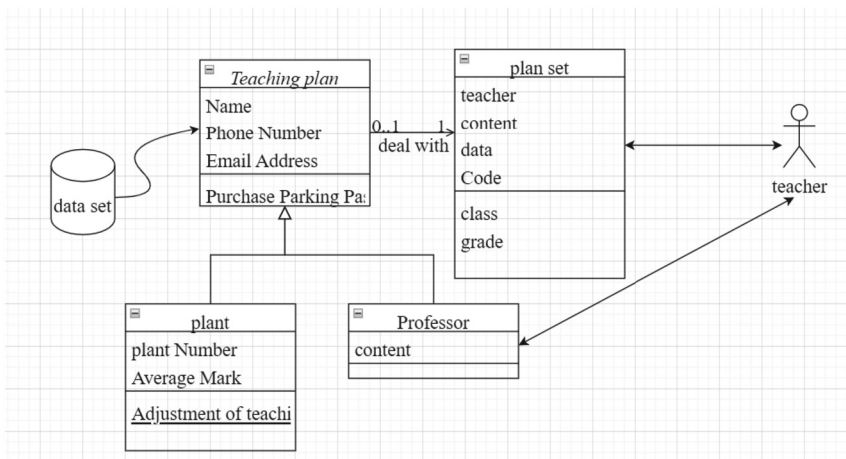 Teaching plan
Name
Phone Number
Email Address
Purchase Parking Pa
data set
0..1
1
deal with
plan set
teacher
content
data
Code
class
grade
teacher
plant
plant Number
Average Mark
Adjustment of teachi
Professor
content